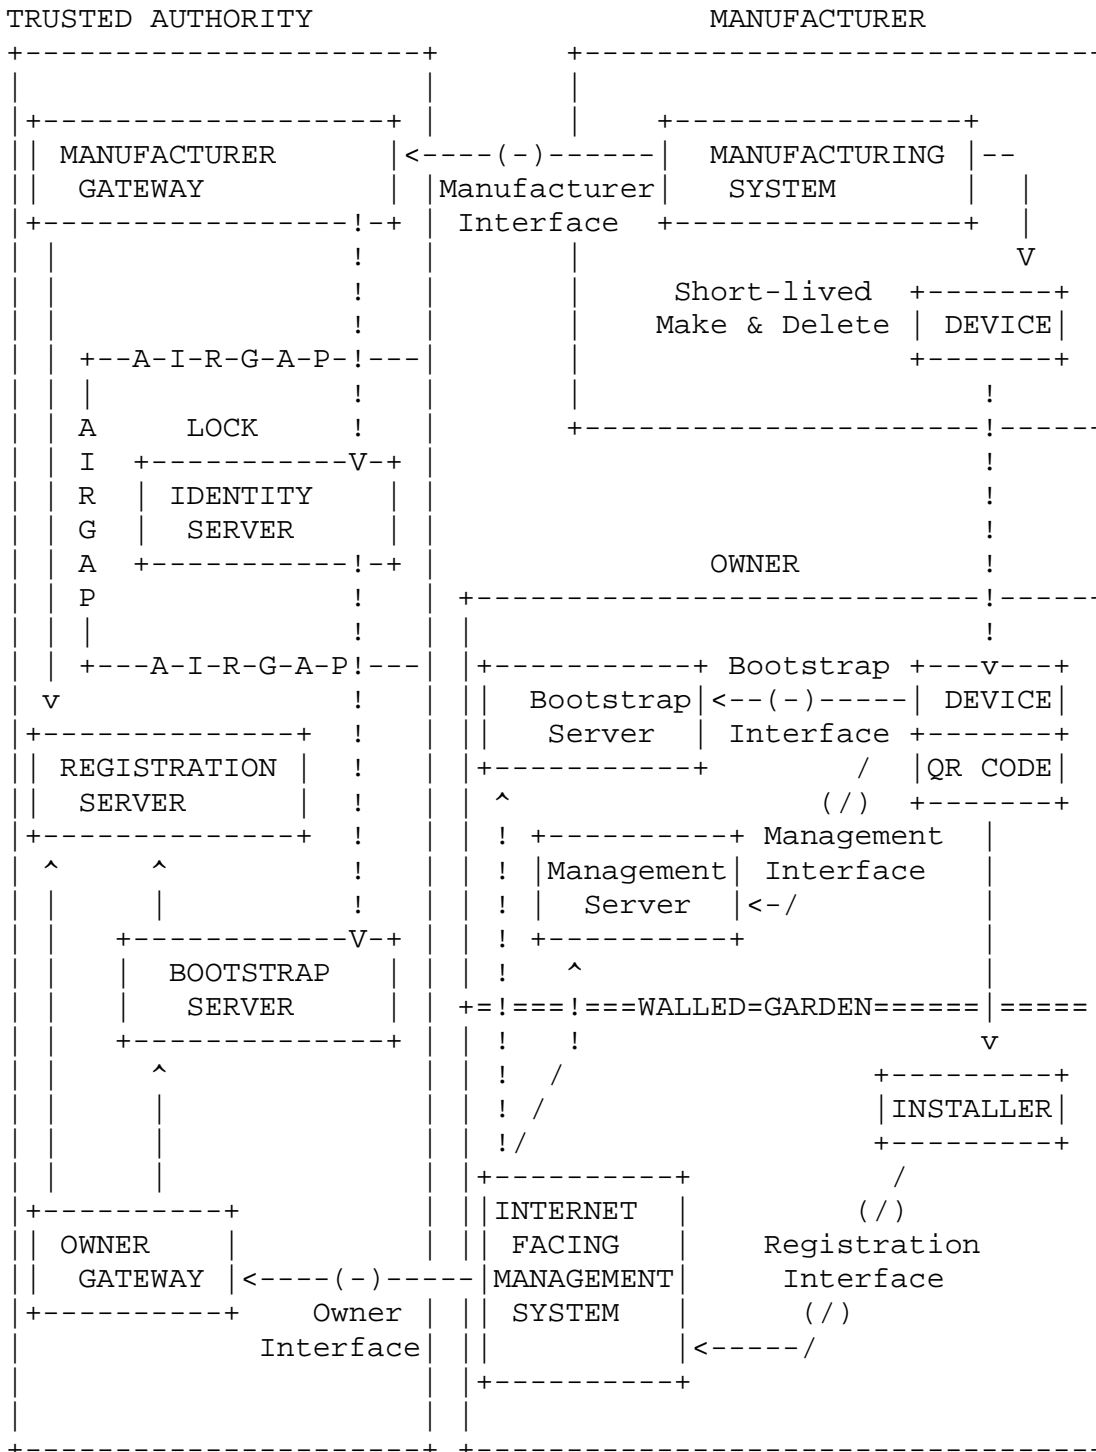 TRUSTED AUTHORITY                      MANUFACTURER
MANUFACTURER (-) MANUFACTURING
GATEWAY Manufacturer SYSTEM
Interface
Short-lived
Make & Delete DEVICE
A-I-R-G-A-P
A LOCK
I
R IDENTITY
G SERVER
A OWNER
P
A-I-R-G-A-P Bootstrap
Bootstrap (-) DEVICE
Server Interface
REGISTRATION QR CODE
SERVER (/)
Management
Management Interface
Server
BOOTSTRAP
SERVER WALLED=GARDEN
INSTALLER
INTERNET (/)
OWNER FACING Registration
GATEWAY (-) MANAGEMENT Interface
Owner SYSTEM (/)
Interface